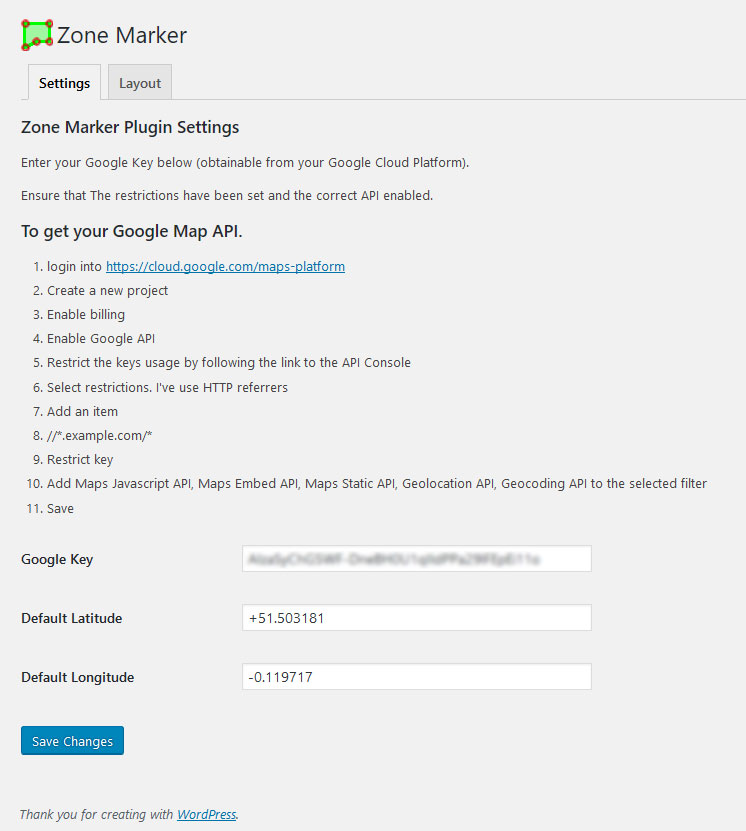 Zone Marker
Settings
Layout
Zone Marker Plugin Settings
Enter your Google Key below (obtainable from your Google Cloud Platform).
Ensure that The restrictions have been set and the correct API enabled.
To get your Google Map API.
1. login into https://cloud.google.com/maps-platform
2. Create a new project
3. Enable billing
4. Enable Google API
5. Restrict the keys usage by following the link to the API Console
6. Select restrictions. I've use HTTP referrers
7. Add an item
8. //*.example.com/*
9. Restrict key
10. Add Maps Javascript API, Maps Embed API, Maps Static API, Geolocation API, Geocoding API to the selected filter
11. Save
Google Key
Default Latitude +51.503181
Default Longitude -0.119717
Save Changes
Thank you for creating with WordPress.